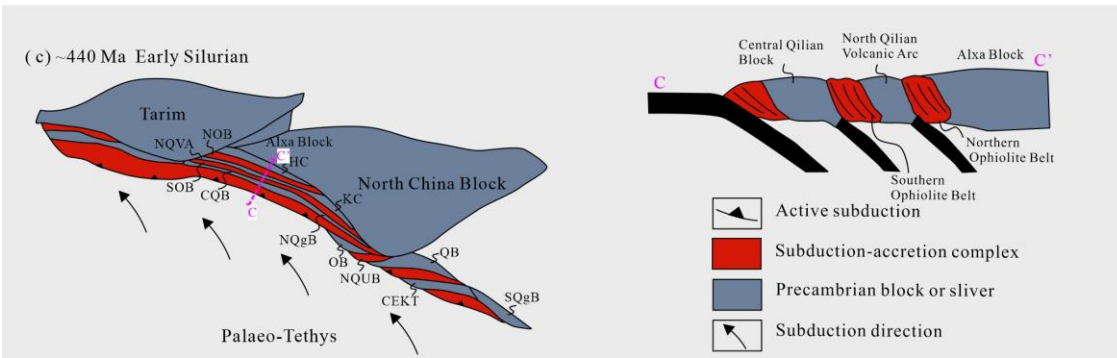 (c) ~440 Ma Early Silurian
Tarim
NQVA
NOB
Alxa Block
C'
HC
SOB
CQB
C
North China Block
KC
NQgB
OB
NQUB
QB
CEKT
SQgB
Palaeo-Tethys
Central Qilian
Block
North Qilian
Volcanic Arc
Alxa Block
C'
C
Northern
Ophiolite Belt
Southern
Ophiolite Belt
Active subduction
Subduction-accretion complex
Precambrian block or sliver
Subduction direction